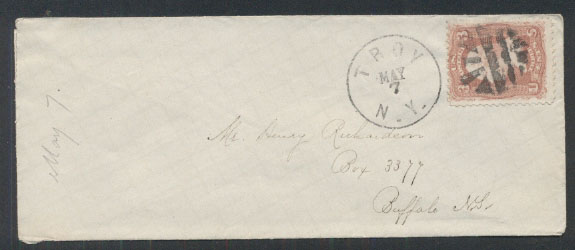 TROY
MAY
7
N.Y.
May 7.
Mr. Henry Richardson
Box 3377
Buffalo N.Y.